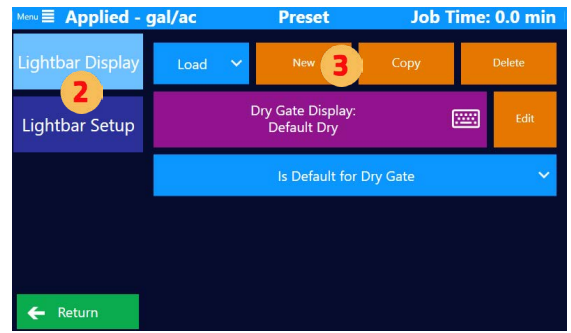 Menu Applied - gal/ac Preset Job Time: 0.0 min
Lightbar Display
2
Lightbar Setup
Load New 3 Copy Delete
Dry Gate Display:
Default Dry
Edit
Is Default for Dry Gate
Return